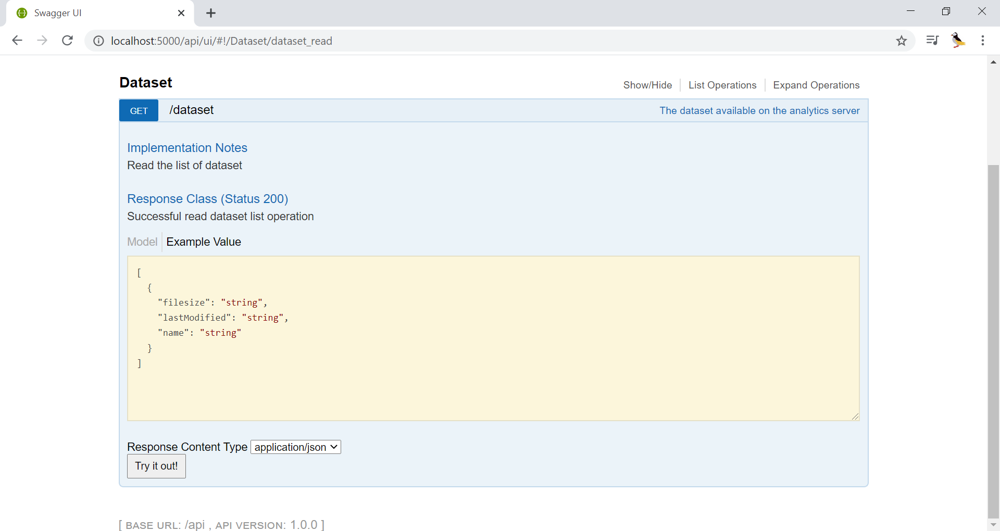 Swagger UI
localhost:5000/api/ui/#!/Dataset/dataset_read
Dataset
Show/Hide
List Operations
Expand Operations
GET
/dataset
The dataset available on the analytics server
Implementation Notes
Read the list of dataset
Response Class (Status 200)
Successful read dataset list operation
Model
Example Value
[
{
"filesize": "string",
"lastModified": "string",
"name": "string"
}
]
Response Content Type
application/json
Try it out!
[ BASE URL: /api , API VERSION: 1.0.0 ]